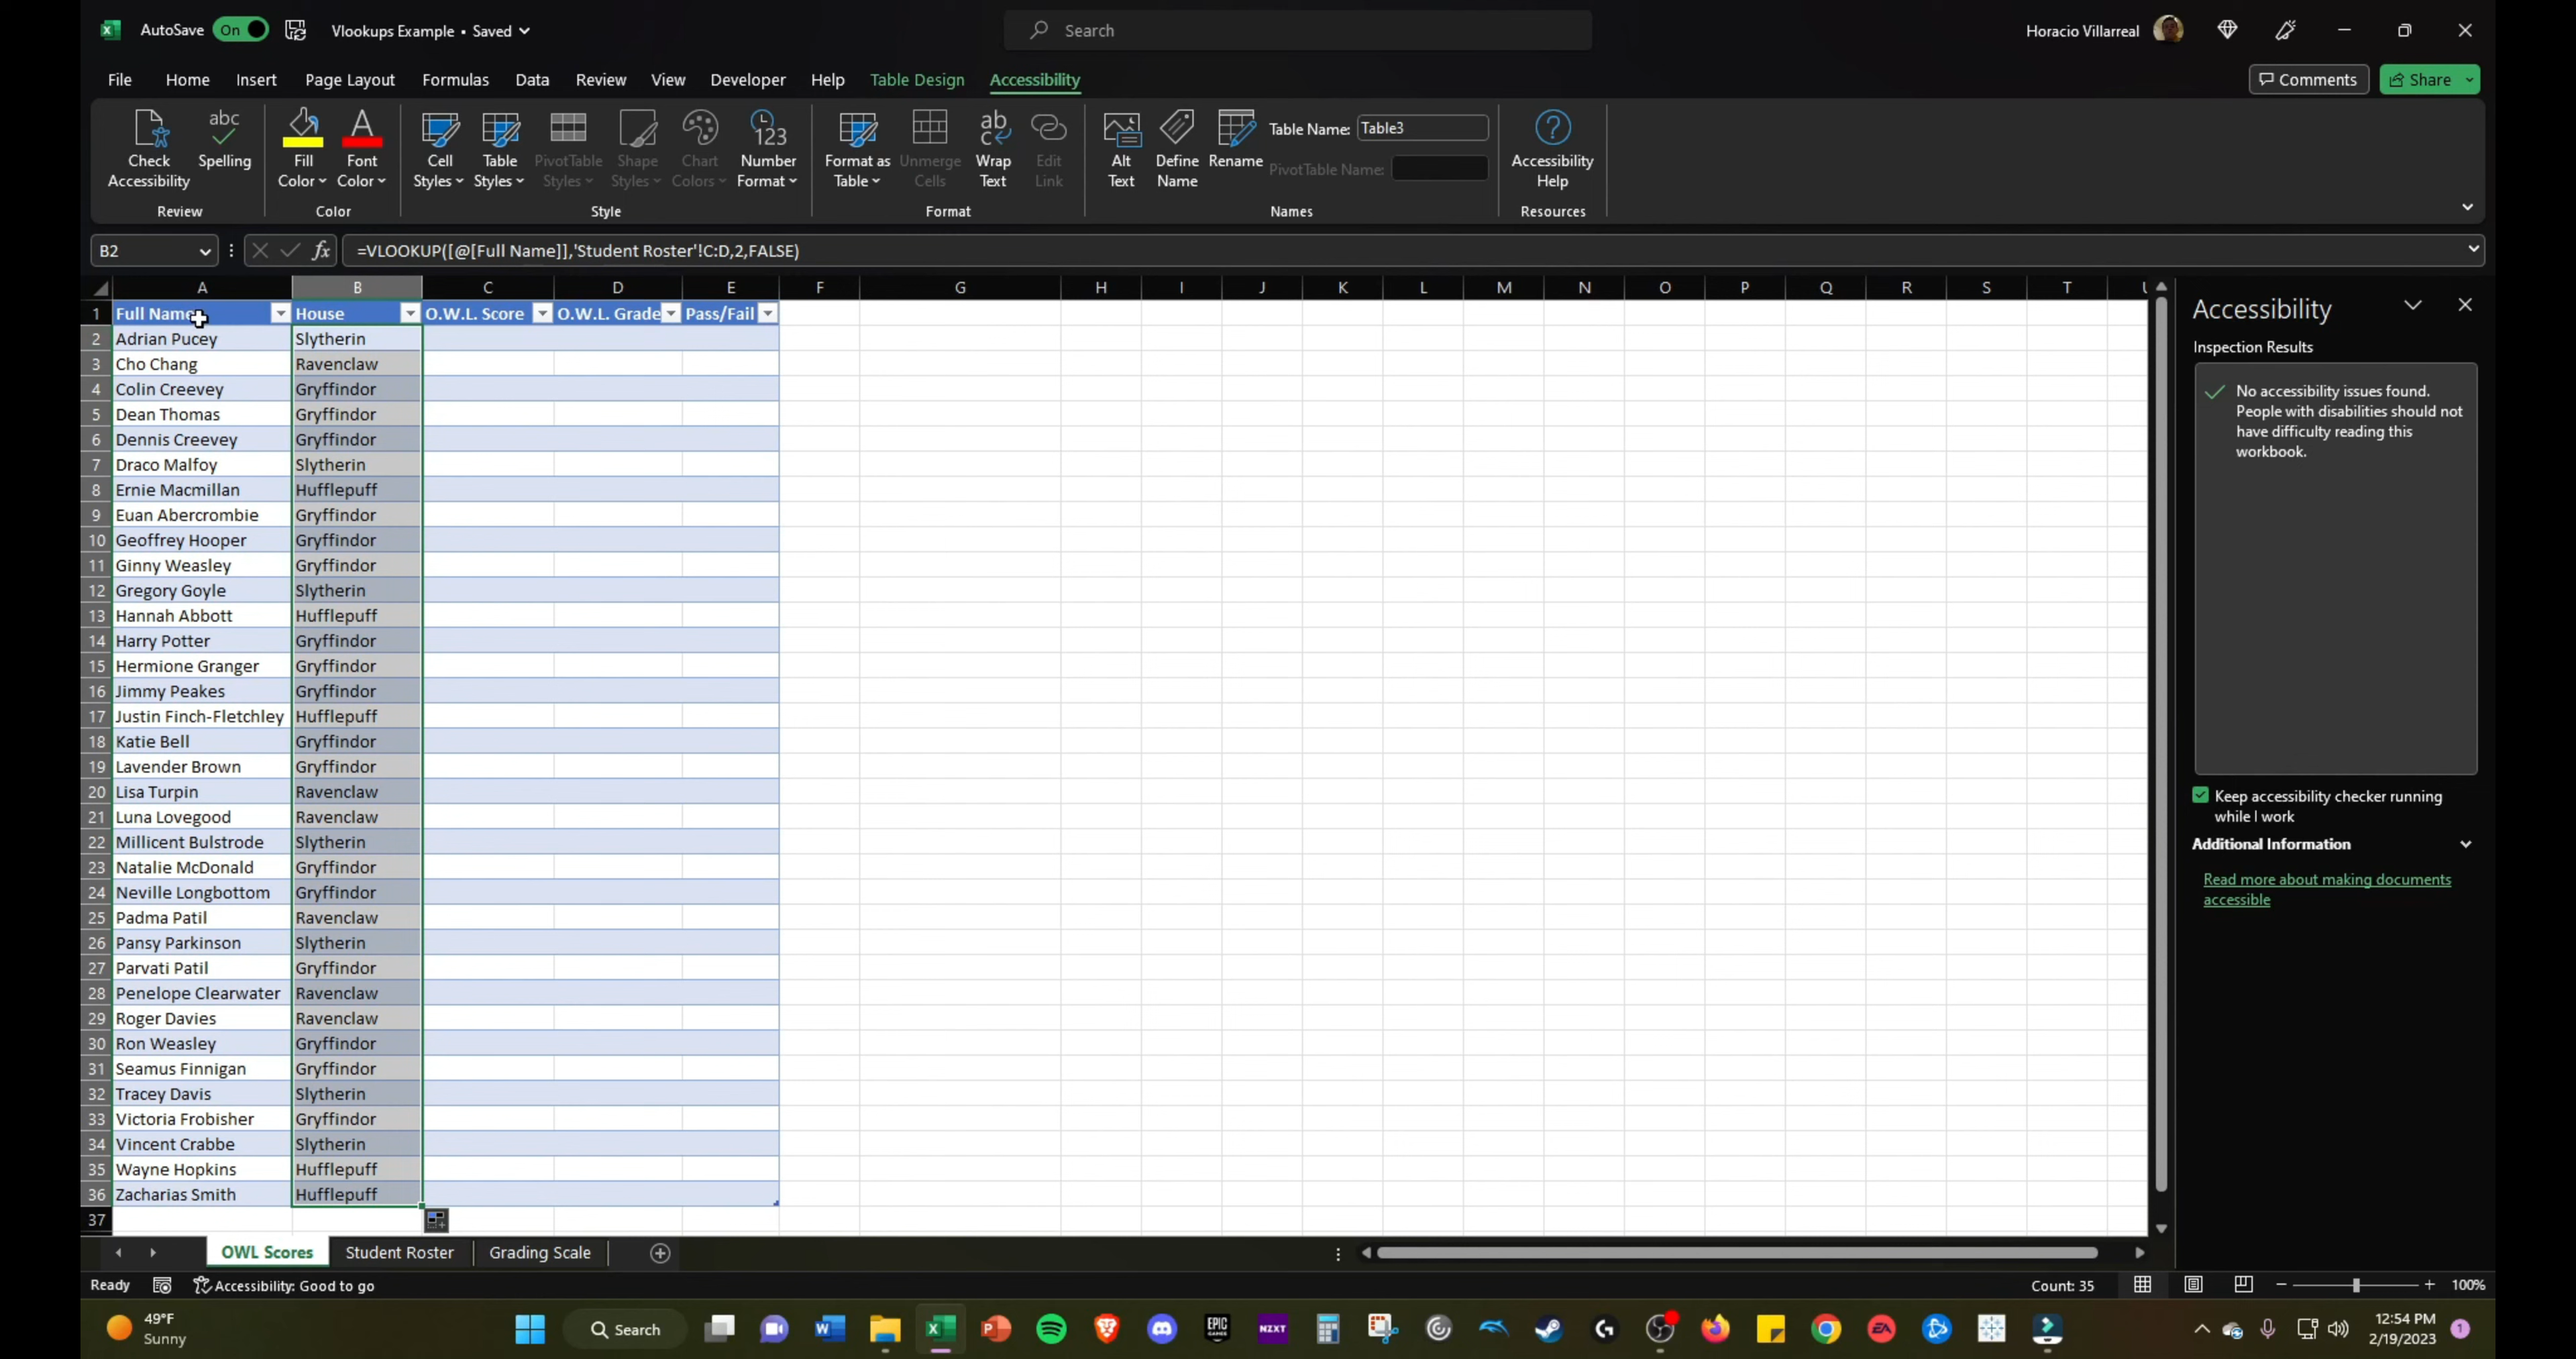 AutoSave On Vlookups Example • Saved Search Horacio Villarreal
File Home Insert Page Layout Formulas Data Review View Developer Help Table Design Accessibility Comments Share
Check Accessibility
Spelling
Review
Fill Color
Font Color
Color
Cell Styles
Table Styles
PivotTable Styles
Shape Styles
Chart Colors
Number Format
Style
Format as Table
Unmerge Cells
Wrap Text
Edit Link
Format
Alt Text
Define Name
Rename
Table Name: Table3
PivotTable Name:
Names
Accessibility Help
Resources
B2 fx =VLOOKUP([@[Full Name]],'Student Roster'!C:D,2,FALSE)
A B C D E F G H I J K L M N O P Q R S T
1 Full Name House O.W.L. Score O.W.L. Grade Pass/Fail
2 Adrian Pucey Slytherin
3 Cho Chang Ravenclaw
4 Colin Creevey Gryffindor
5 Dean Thomas Gryffindor
6 Dennis Creevey Gryffindor
7 Draco Malfoy Slytherin
8 Ernie Macmillan Hufflepuff
9 Euan Abercrombie Gryffindor
10 Geoffrey Hooper Gryffindor
11 Ginny Weasley Gryffindor
12 Gregory Goyle Slytherin
13 Hannah Abbott Hufflepuff
14 Harry Potter Gryffindor
15 Hermione Granger Gryffindor
16 Jimmy Peakes Gryffindor
17 Justin Finch-Fletchley Hufflepuff
18 Katie Bell Gryffindor
19 Lavender Brown Gryffindor
20 Lisa Turpin Ravenclaw
21 Luna Lovegood Ravenclaw
22 Millicent Bulstrode Slytherin
23 Natalie McDonald Gryffindor
24 Neville Longbottom Gryffindor
25 Padma Patil Ravenclaw
26 Pansy Parkinson Slytherin
27 Parvati Patil Gryffindor
28 Penelope Clearwater Ravenclaw
29 Roger Davies Ravenclaw
30 Ron Weasley Gryffindor
31 Seamus Finnigan Gryffindor
32 Tracey Davis Slytherin
33 Victoria Frobisher Gryffindor
34 Vincent Crabbe Slytherin
35 Wayne Hopkins Hufflepuff
36 Zacharias Smith Hufflepuff
37
Accessibility
Inspection Results
No accessibility issues found.
People with disabilities should not
have difficulty reading this
workbook.
Keep accessibility checker running
while I work
Additional Information
Read more about making documents
accessible
OWL Scores Student Roster Grading Scale
Ready Accessibility: Good to go Count: 35 100%
49°F
Sunny
Search
EPIC GAMES
NZXT
12:54 PM
2/19/2023
1